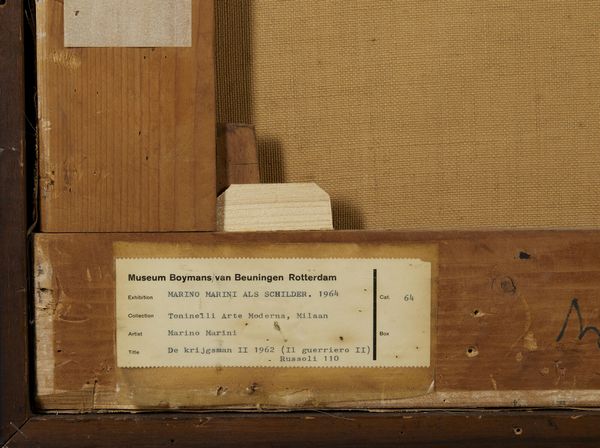 Museum Boymans van Beuningen Rotterdam
Exhibition MARINO MARINI ALS SCHILDER. 1964 Cat. 64
Collection Toninelli Arte Moderna, Milaan
Artist Marino Marini Box
Title De krijgsman II 1962 (Il guerriero II)
Russoli 110